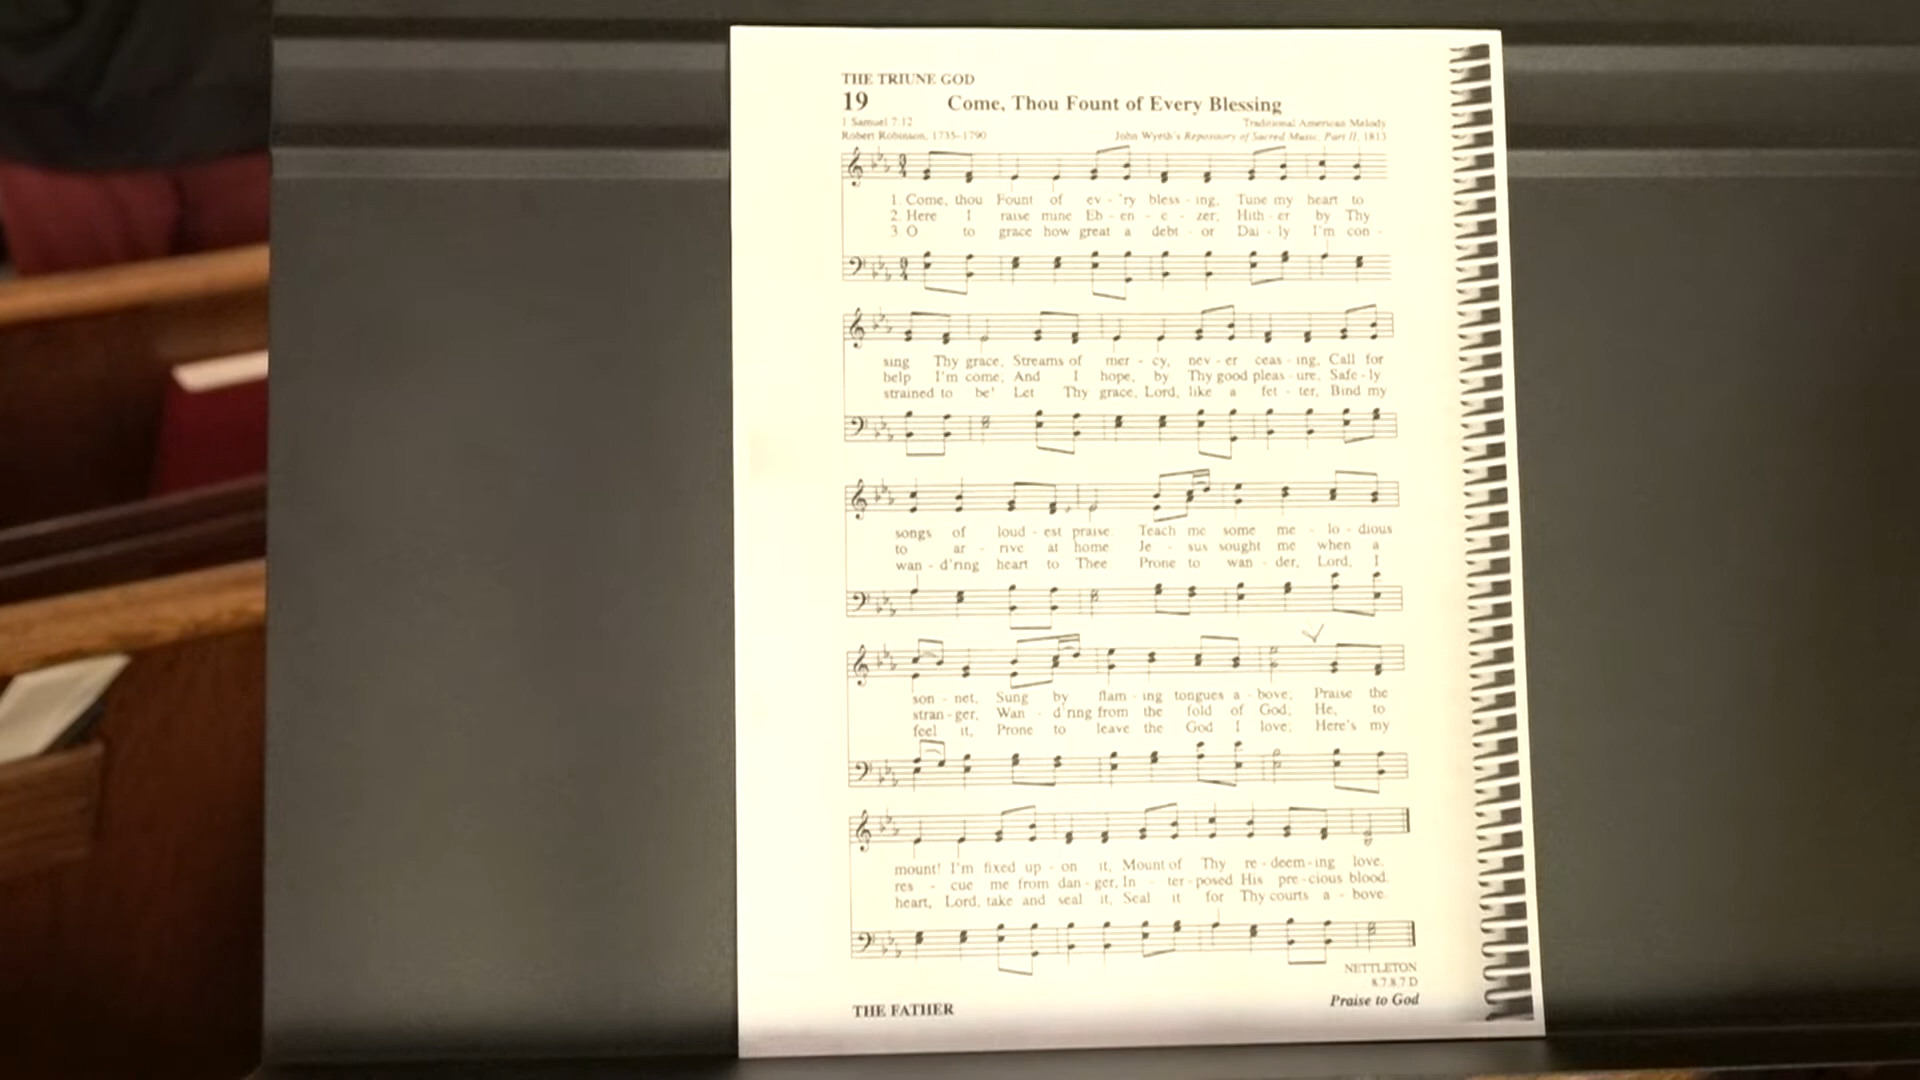 THE TRIUNE GOD
19 Come, Thou Fount of Every Blessing
1 Samuel 7:12 Traditional American Melody
Robert Robinson, 1735-1790 John Wyeth's Repository of Sacred Music, Part II, 1813
1. Come, thou Fount of ev - 'ry bless - ing, Tune my heart to
2. Here I raise mine Eb - en - e - zer; Hith - er by Thy
3 O to grace how great a debt - or Dai - ly I'm con -
sing Thy grace, Streams of mer - cy, nev - er ceas - ing, Call for
help I'm come, And I hope, by Thy good pleas - ure, Safe - ly
strained to be! Let Thy grace, Lord, like a fet - ter, Bind my
songs of loud - est praise. Teach me some me - lo - dious
to ar - rive at home Je - sus sought me when a
wan - d'ring heart to Thee Prone to wan - der, Lord, I
son - net, Sung by flam - ing tongues a - bove; Praise the
stran - ger, Wan - d'ring from the fold of God; He, to
feel it, Prone to leave the God I love; Here's my
mount! I'm fixed up - on it, Mount of Thy re - deem - ing love.
res - cue me from dan - ger, In - ter - posed His pre - cious blood.
heart, Lord, take and seal it, Seal it for Thy courts a - bove.
NETTLETON
8.7.8.7 D
THE FATHER Praise to God